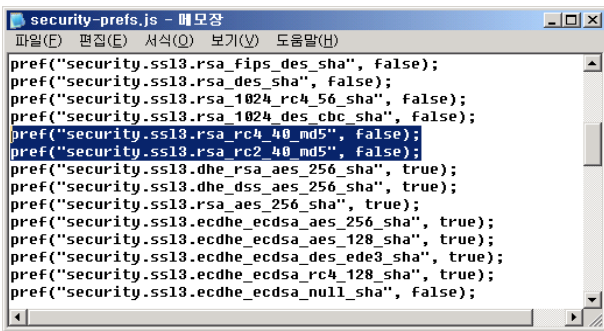 security-prefs.js - 메모장
파일(F) 편집(E) 서식(O) 보기(V) 도움말(H)
pref("security.ssl3.rsa_fips_des_sha", false);
pref("security.ssl3.rsa_des_sha", false);
pref("security.ssl3.rsa_1024_rc4_56_sha", false);
pref("security.ssl3.rsa_1024_des_cbc_sha", false);
pref("security.ssl3.rsa_rc4_40_md5", false);
pref("security.ssl3.rsa_rc2_40_md5", false);
pref("security.ssl3.dhe_rsa_aes_256_sha", true);
pref("security.ssl3.dhe_dss_aes_256_sha", true);
pref("security.ssl3.rsa_aes_256_sha", true);
pref("security.ssl3.ecdhe_ecdsa_aes_256_sha", true);
pref("security.ssl3.ecdhe_ecdsa_aes_128_sha", true);
pref("security.ssl3.ecdhe_ecdsa_des_ede3_sha", true);
pref("security.ssl3.ecdhe_ecdsa_rc4_128_sha", true);
pref("security.ssl3.ecdhe_ecdsa_null_sha", false);